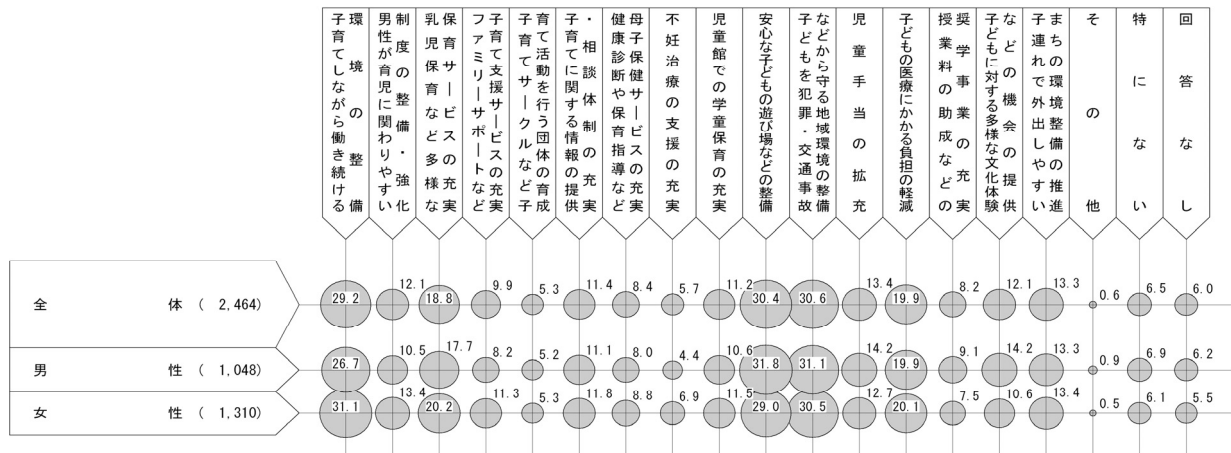 子育てしながら働き続ける
環境の整備
男性が育児に関わりやすい
制度の整備・強化
乳児保育など多様な
保育サービスの充実
ファミリーサポートなど
子育て支援サービスの充実
子育てサークルなど子
育て活動を行う団体の育成
子育てに関する情報の提供
・相談体制の充実
健康診断や保育指導など
母子保健サービスの充実
不妊治療の支援の充実
児童館での学童保育の充実
安心な子どもの遊び場などの整備
子どもを犯罪・交通事故
などから守る地域環境の整備
児童手当の拡充
子どもの医療にかかる負担の軽減
授業料の助成などの
奨学事業の充実
子どもに対する多様な文化体験
などの機会の提供
子連れで外出しやすい
まちの環境整備の推進
その他
特にない
回答なし
全体 ( 2,464) 29.2 12.1 18.8 9.9 5.3 11.4 8.4 5.7 11.2 30.4 30.6 13.4 19.9 8.2 12.1 13.3 0.6 6.5 6.0
男性 ( 1,048) 26.7 10.5 17.7 8.2 5.2 11.1 8.0 4.4 10.6 31.8 31.1 14.2 19.9 9.1 14.2 13.3 0.9 6.9 6.2
女性 ( 1,310) 31.1 13.4 20.2 11.3 5.3 11.8 8.8 6.9 11.5 29.0 30.5 12.7 20.1 7.5 10.6 13.4 0.5 6.1 5.5